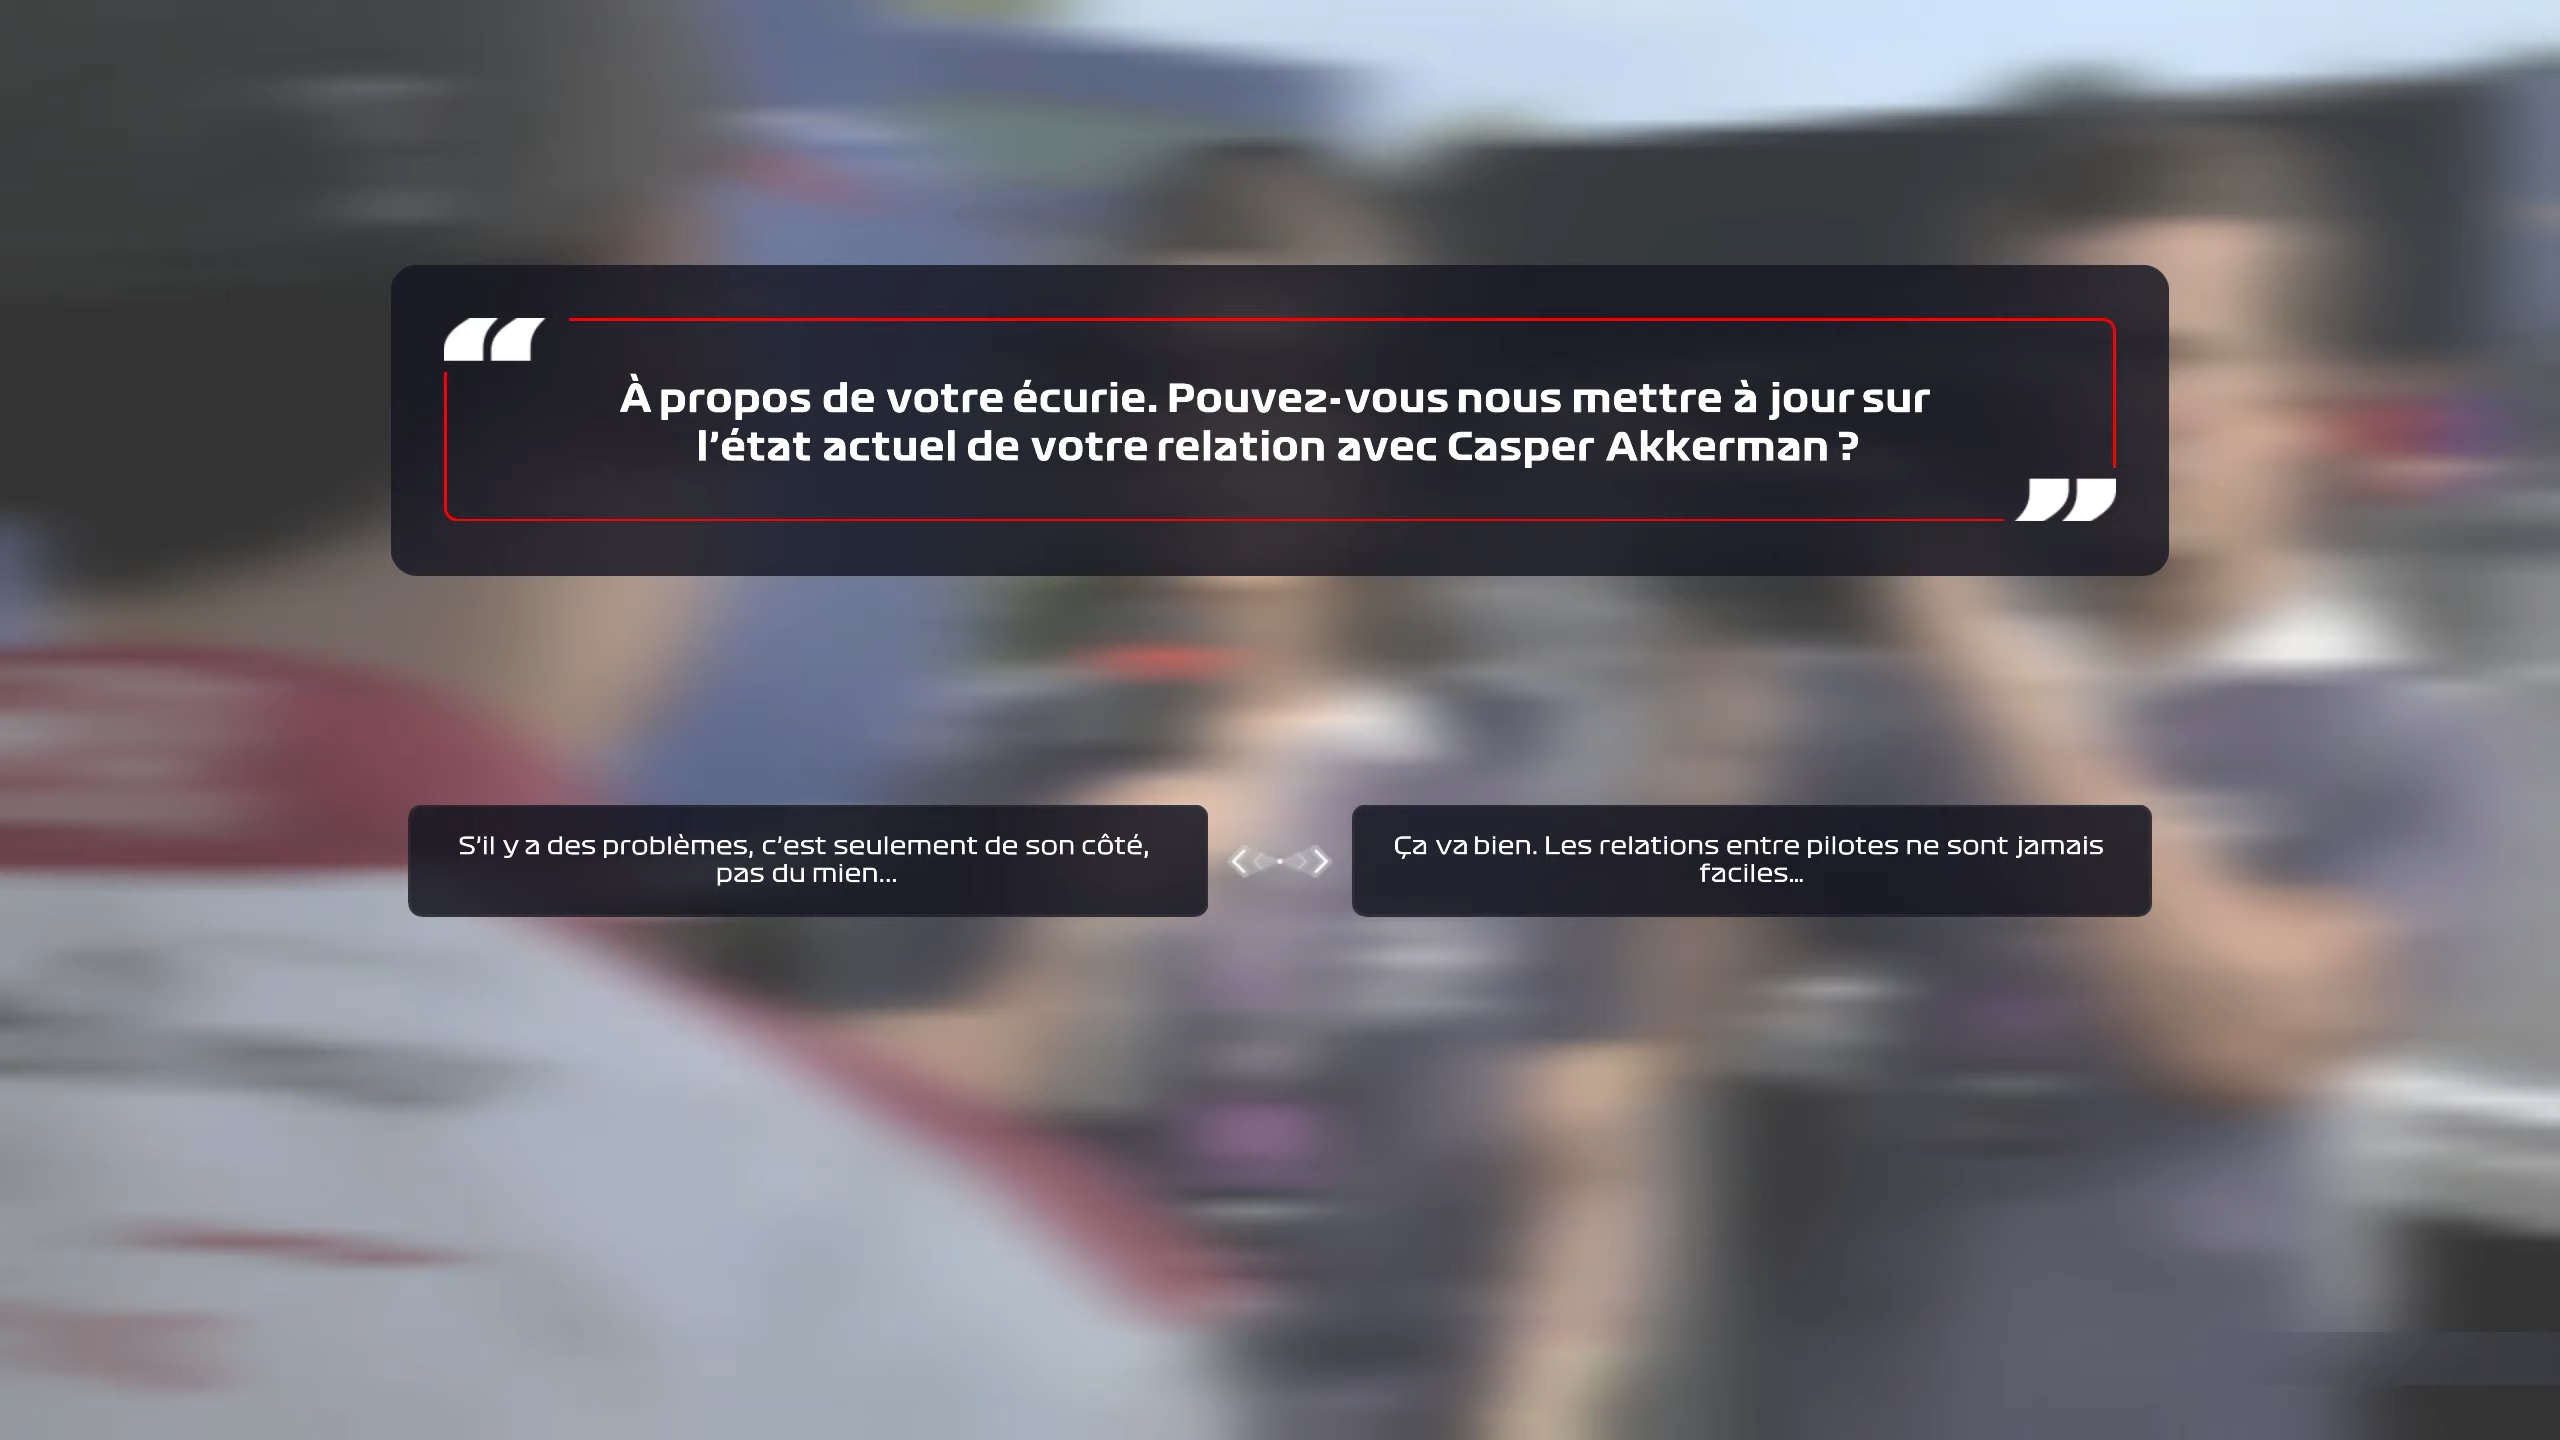 À propos de votre écurie. Pouvez-vous nous mettre à jour sur
l'état actuel de votre relation avec Casper Akkerman ?
S'il y a des problèmes, c'est seulement de son côté,
pas du mien...
Ça va bien. Les relations entre pilotes ne sont jamais
faciles...